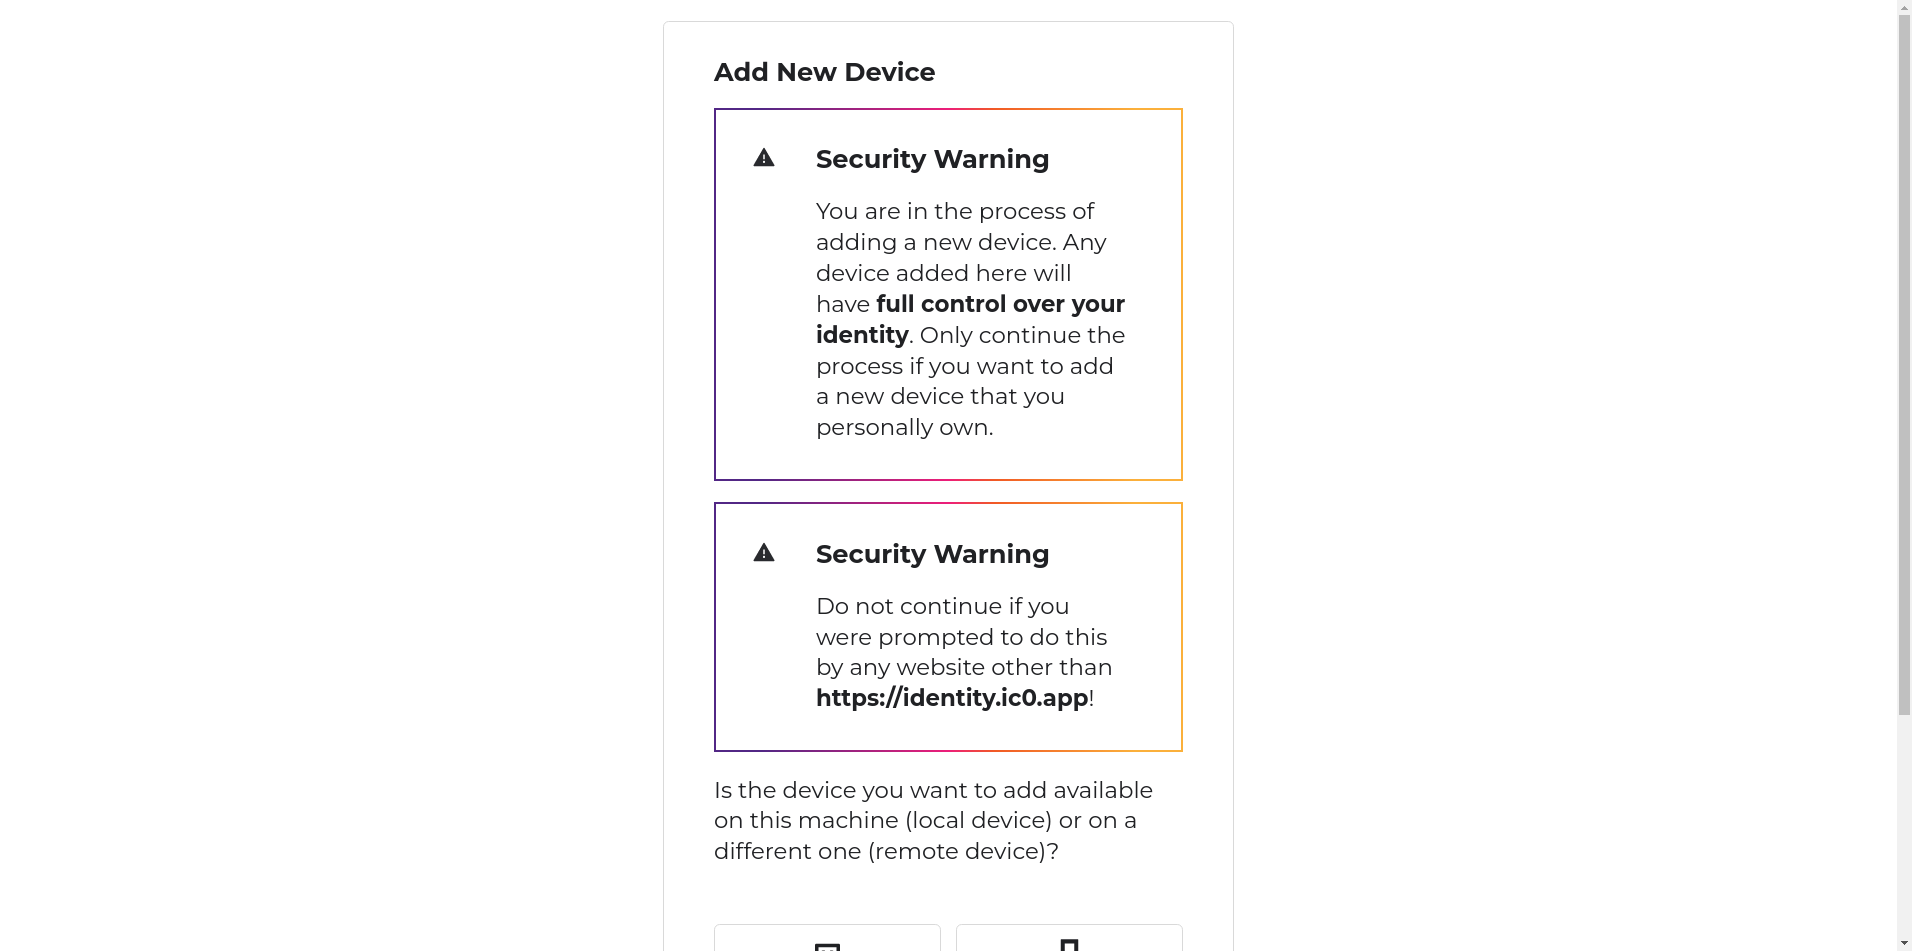 Add New Device
Security Warning
You are in the process of
adding a new device. Any
device added here will
have full control over your
identity. Only continue the
process if you want to add
a new device that you
personally own.
Security Warning
Do not continue if you
were prompted to do this
by any website other than
https://identity.ic0.app!
Is the device you want to add available
on this machine (local device) or on a
different one (remote device)?